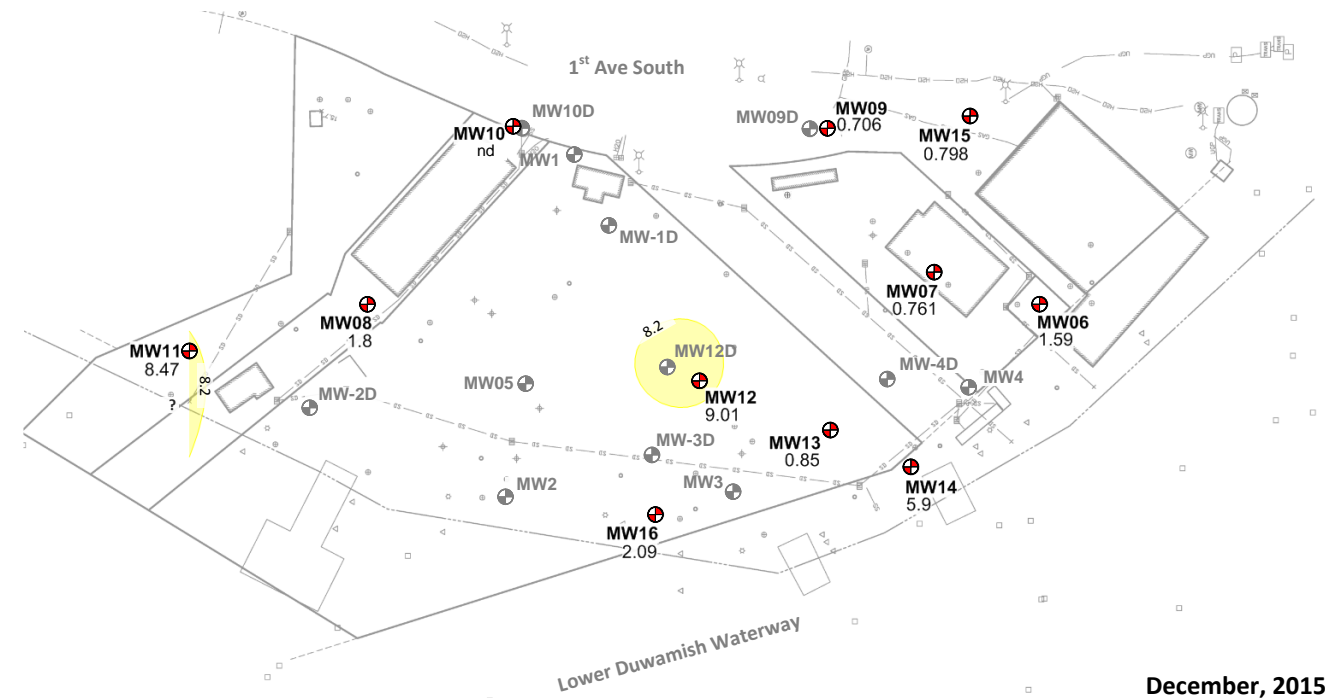 1st Ave South
MW10D
MW10
nd
MW1
MW-1D
MW09D
MW09
0.706
MW15
0.798
MW07
0.761
MW06
1.59
MW08
1.8
MW11
8.47
8.2
?
MW-2D
MW05
8.2
MW12D
MW12
9.01
MW-4D
MW4
MW13
0.85
MW-3D
MW14
5.9
MW2
MW3
MW16
2.09
Lower Duwamish Waterway
December, 2015